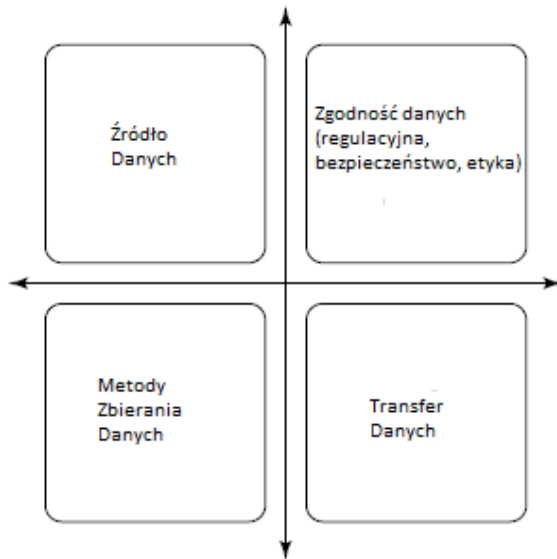 Źródło
Danych
Zgodność danych
(regulacyjna,
bezpieczeństwo, etyka)
Metody
Zbierania
Danych
Transfer
Danych